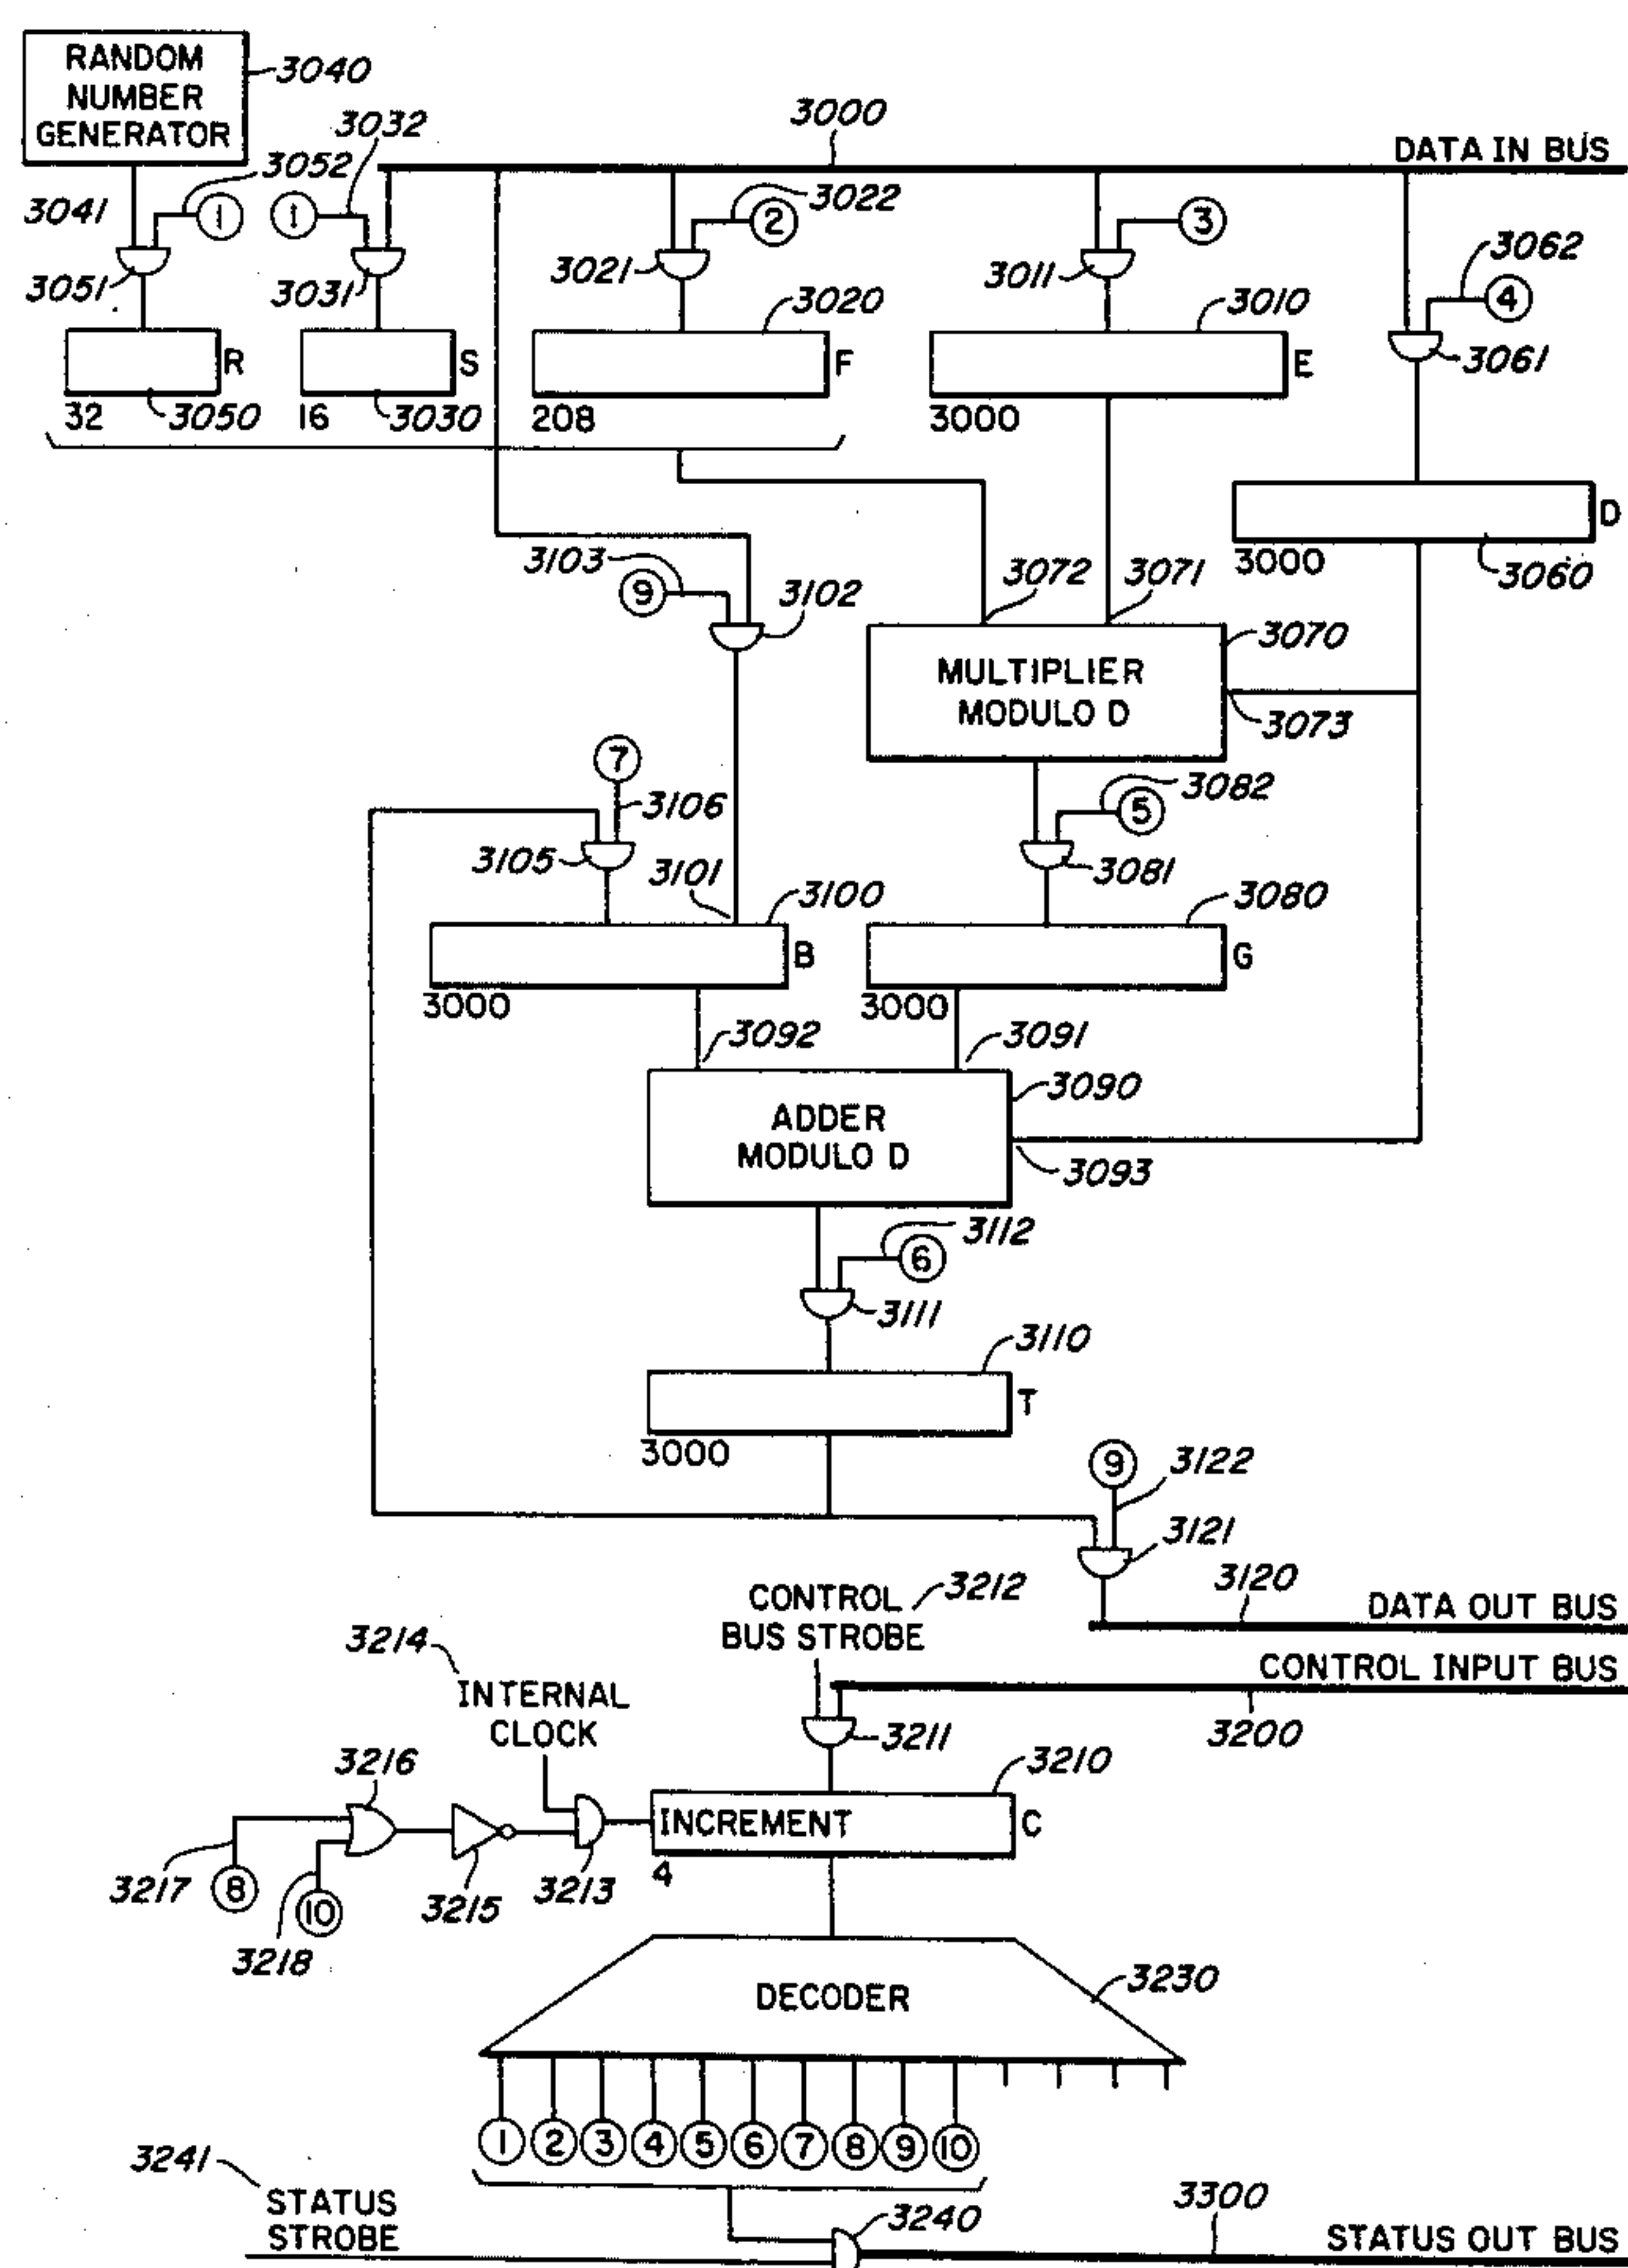 RANDOM
NUMBER
GENERATOR
3040
3032
3000
DATA IN BUS
3052
3041
1
1
3022
2
3
3062
4
3051
3031
3021
3011
3061
3020
3010
R
S
F
E
32
3050
16
3030
208
3000
D
3000
3060
3103
9
3102
3072
3071
3070
MULTIPLIER
MODULO D
3073
7
3106
3082
5
3105
3101
3081
3100
3080
B
G
3000
3000
3092
3091
3090
ADDER
MODULO D
3093
3112
6
3111
3110
T
3000
9
3122
3121
3120
DATA OUT BUS
CONTROL
BUS STROBE
3212
3214
INTERNAL
CLOCK
CONTROL INPUT BUS
3200
3211
3216
3210
INCREMENT
C
4
3217
8
10
3218
3215
3213
DECODER
3230
1 2 3 4 5 6 7 8 9 10
3241
STATUS
STROBE
3240
3300
STATUS OUT BUS